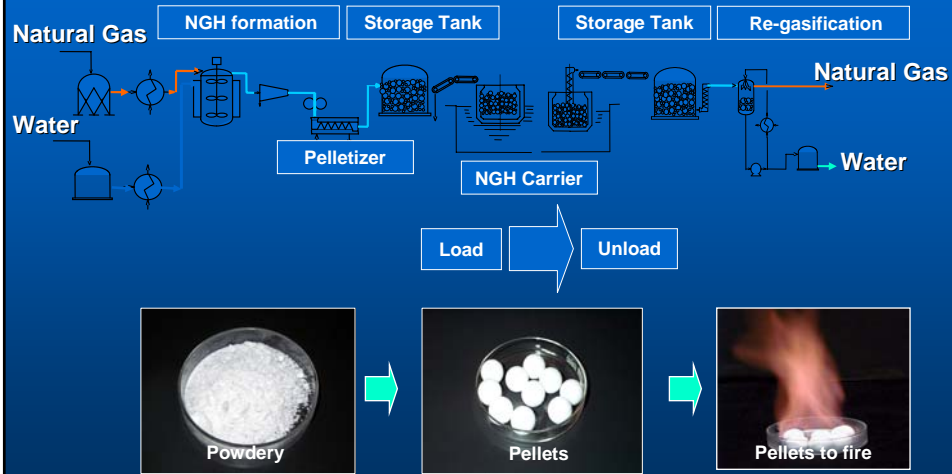 Natural Gas
NGH formation
Storage Tank
Storage Tank
Re-gasification
Natural Gas
Water
Pelletizer
NGH Carrier
Water
Load
Unload
Powdery
Pellets
Pellets to fire